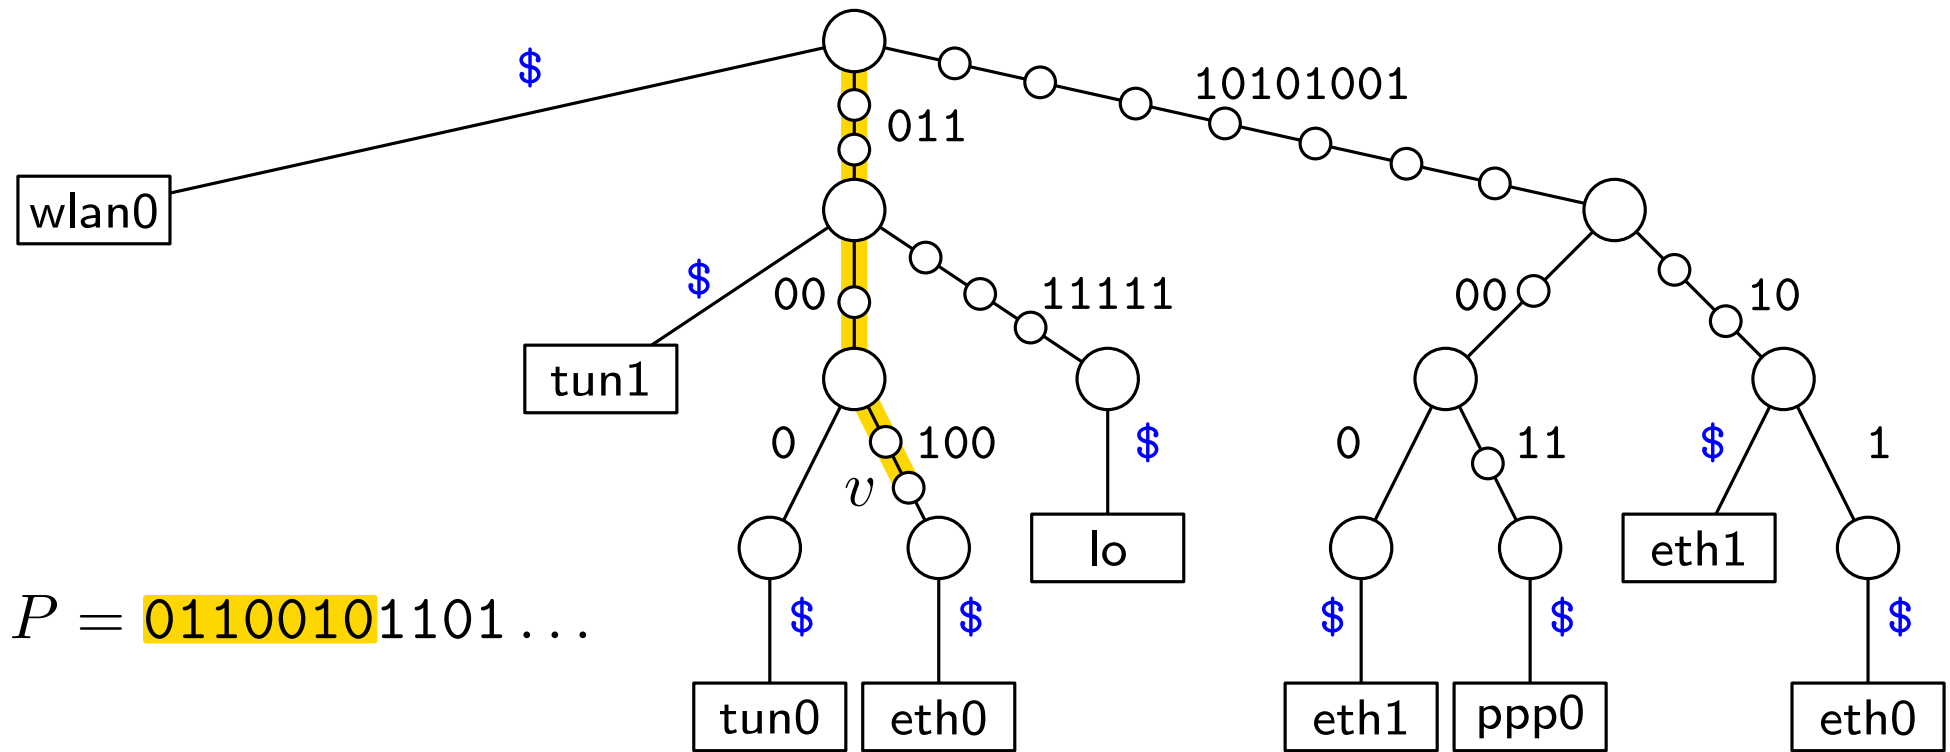 $
10101001
011
wlan0
$
00
11111
00
10
tun1
0
100
$
0
11
$
1
v
lo
eth1
P = 01100101101...
$
$
$
$
$
tun0
eth0
eth1
ppp0
eth0